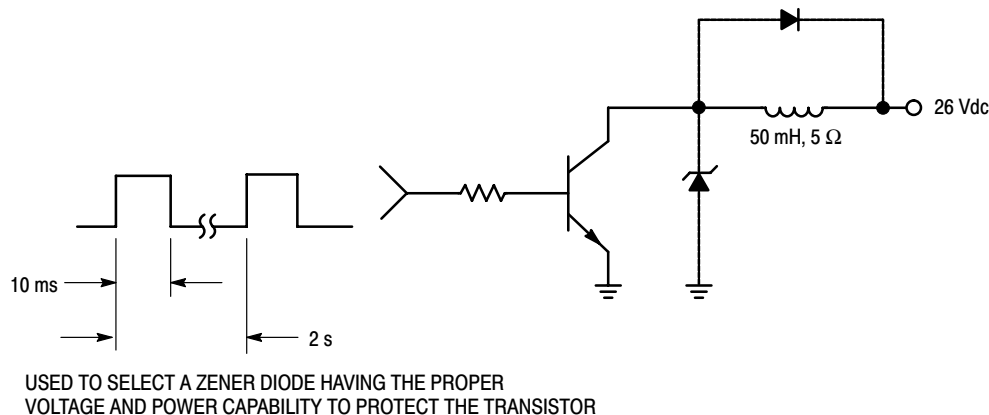 26 Vdc
50 mH, 5 Ω
10 ms
2 s
USED TO SELECT A ZENER DIODE HAVING THE PROPER
VOLTAGE AND POWER CAPABILITY TO PROTECT THE TRANSISTOR